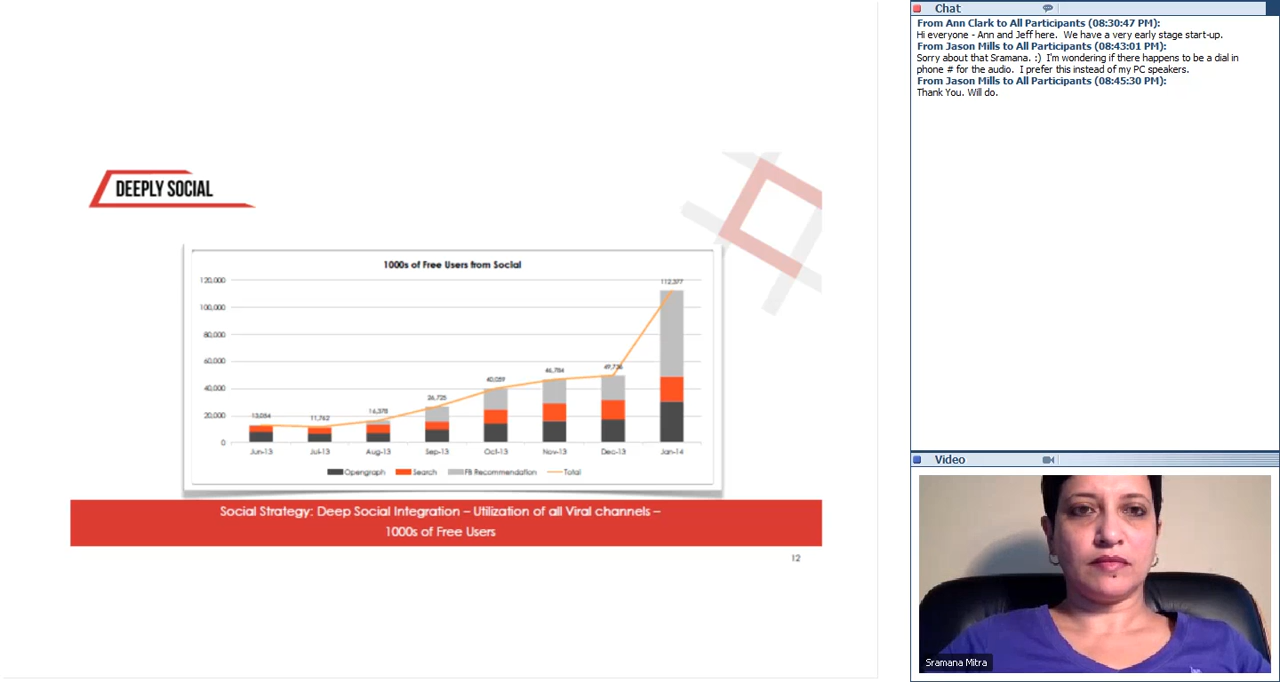 DEEPLY SOCIAL
1000s of Free Users from Social
120,000
100,000
80,000
60,000
40,000
20,000
0
13,054
11,762
16,378
26,725
40,059
46,784
49,736
112,377
Jun-13
Jul-13
Aug-13
Sep-13
Oct-13
Nov-13
Dec-13
Jan-14
Opengraph
Search
FB Recommendation
Total
Social Strategy: Deep Social Integration – Utilization of all Viral channels –
1000s of Free Users
12
Chat
From Ann Clark to All Participants (08:30:47 PM):
Hi everyone - Ann and Jeff here.  We have a very early stage start-up.
From Jason Mills to All Participants (08:43:01 PM):
Sorry about that Sramana. :)  I'm wondering if there happens to be a dial in
phone # for the audio.  I prefer this instead of my PC speakers.
From Jason Mills to All Participants (08:45:30 PM):
Thank You. Will do.
Video
Sramana Mitra